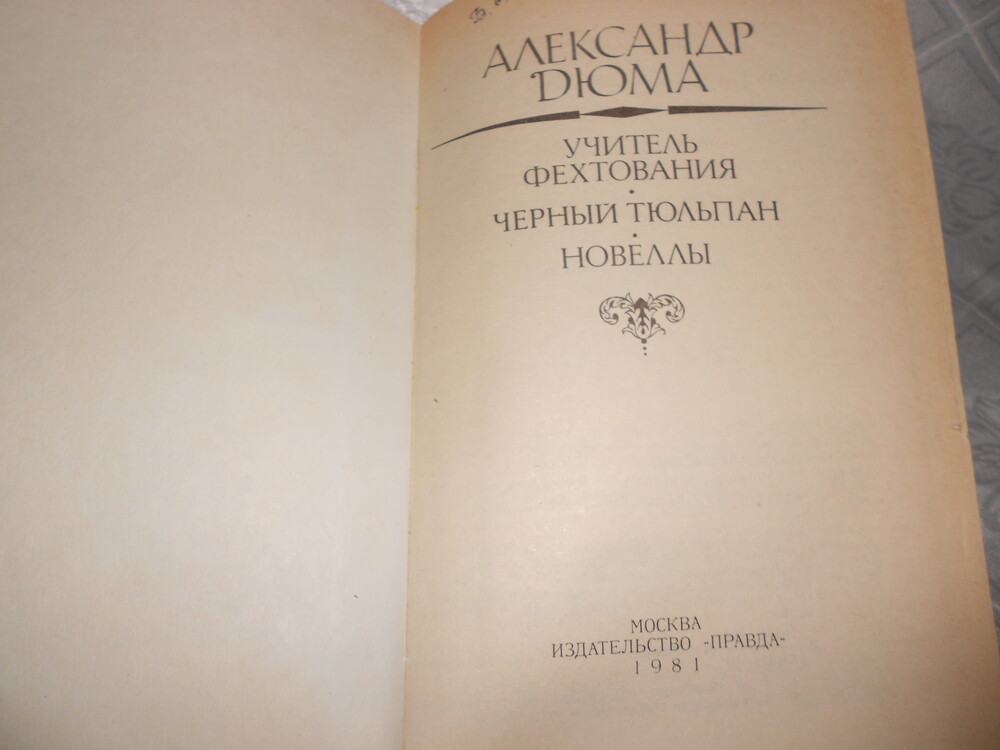 АЛЕКСАНДР
ДЮМА
УЧИТЕЛЬ
ФЕХТОВАНИЯ
•
ЧЕРНЫЙ ТЮЛЬПАН
•
НОВЕЛЛЫ
МОСКВА
ИЗДАТЕЛЬСТВО «ПРАВДА»
1981